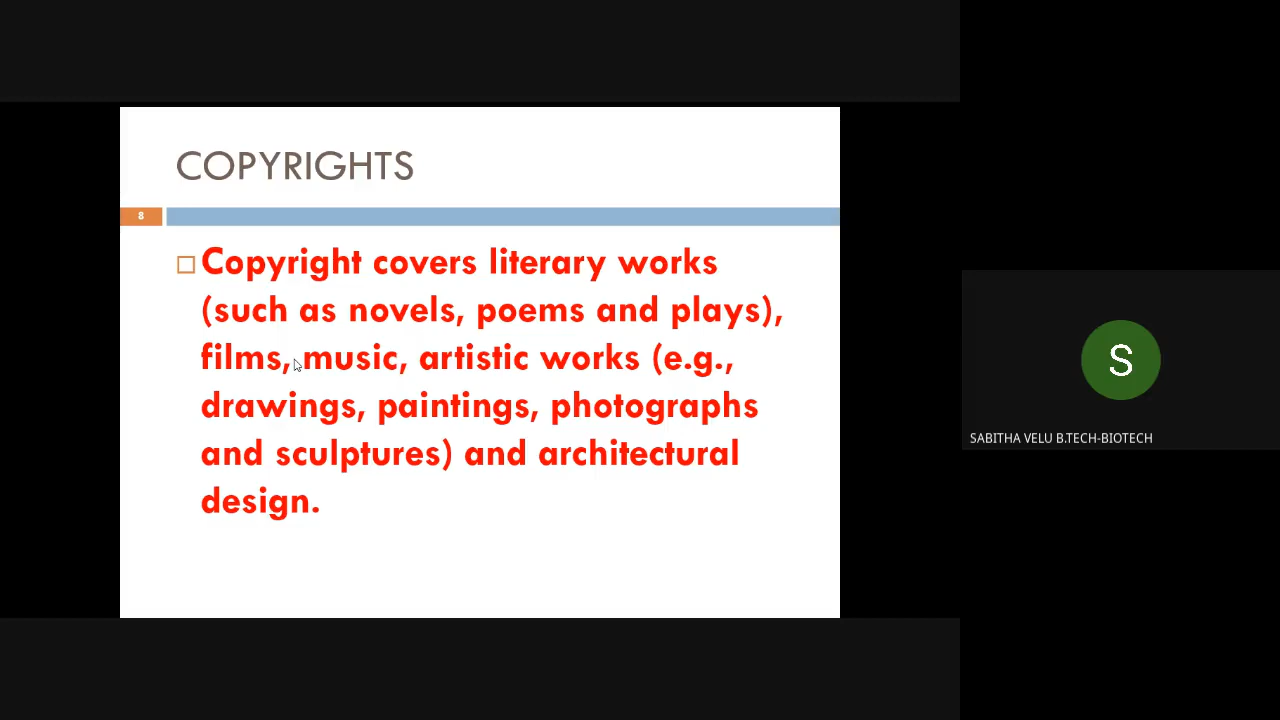 COPYRIGHTS
8
Copyright covers literary works
(such as novels, poems and plays),
films, music, artistic works (e.g.,
drawings, paintings, photographs
and sculptures) and architectural
design.
S
SABITHA VELU B.TECH-BIOTECH